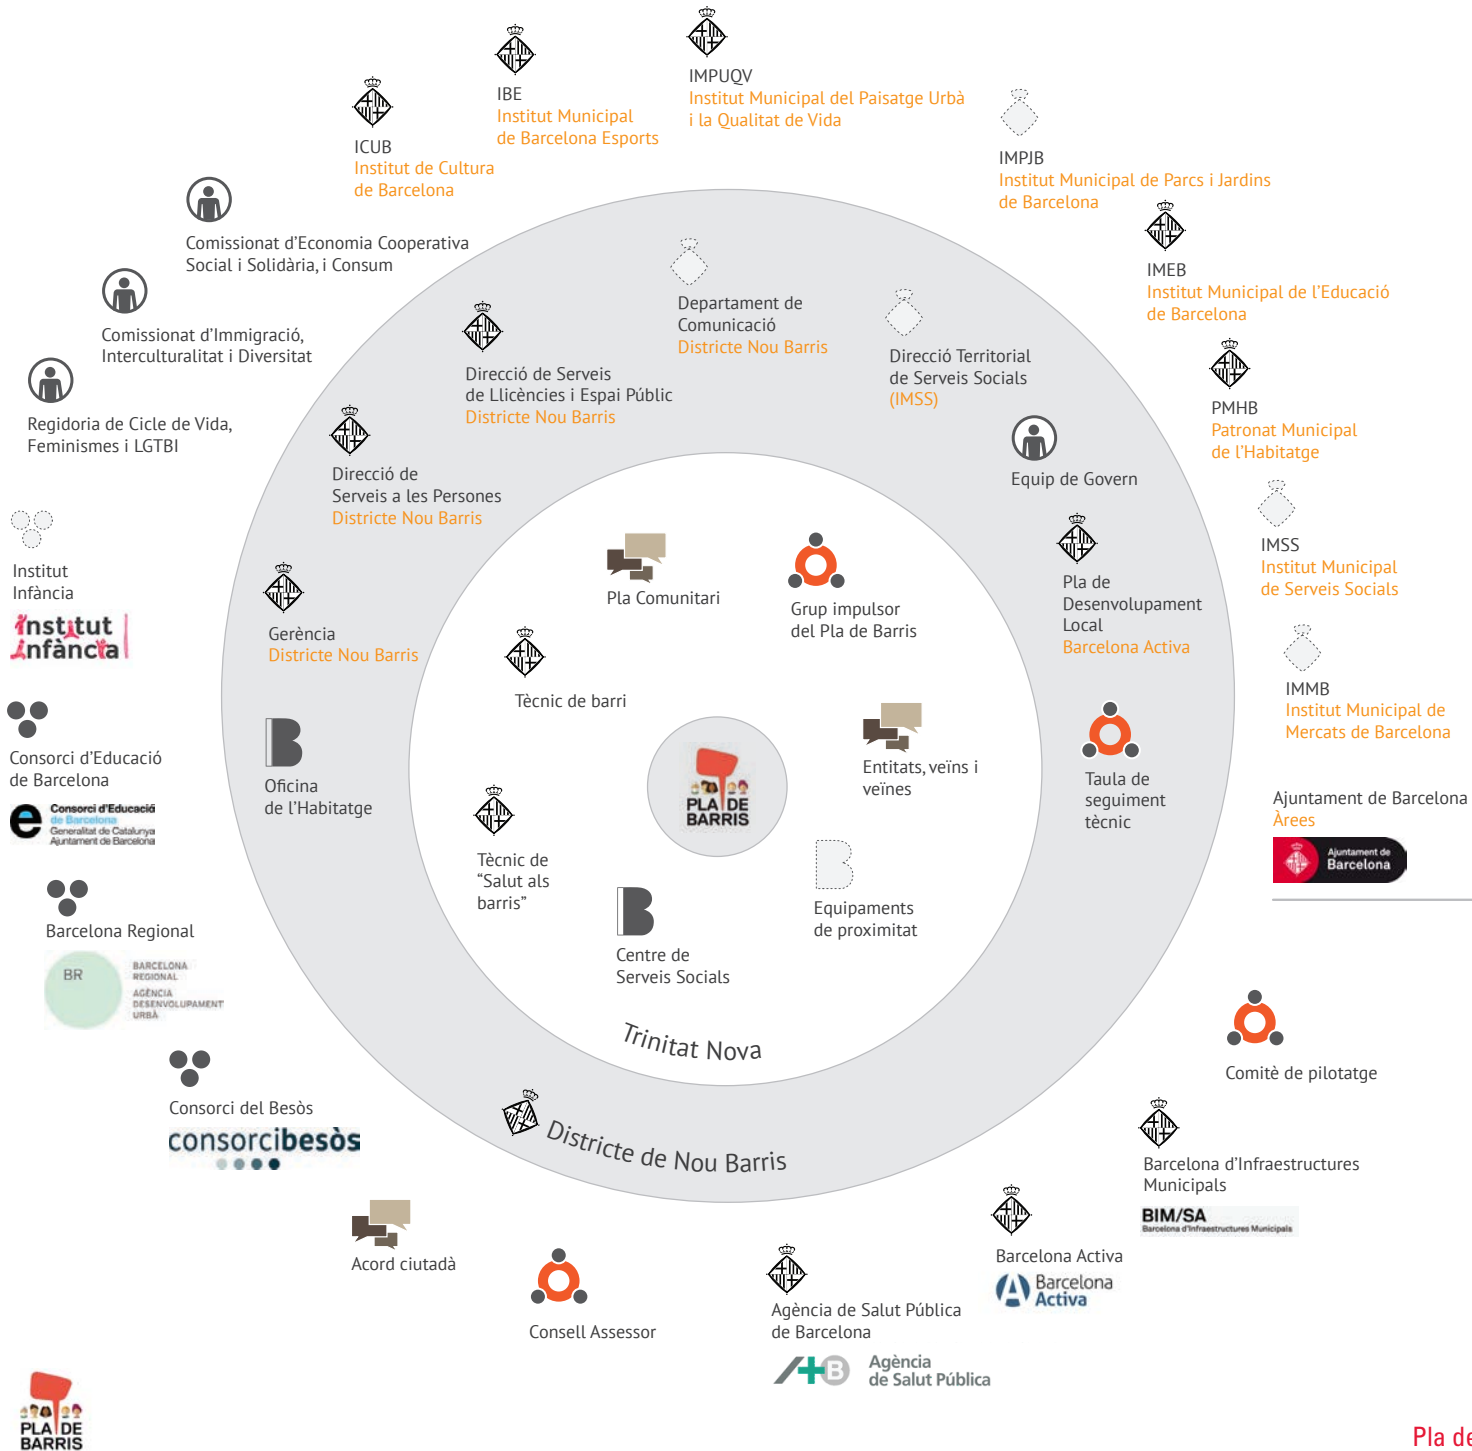 IMPUQV
Institut Municipal del Paisatge Urbà
i la Qualitat de Vida
IBE
Institut Municipal
de Barcelona Esports
ICUB
Institut de Cultura
de Barcelona
IMPJB
Institut Municipal de Parcs i Jardins
de Barcelona
Comissionat d'Economia Cooperativa
Social i Solidària, i Consum
IMEB
Institut Municipal de l'Educació
de Barcelona
Comissionat d'Immigració,
Interculturalitat i Diversitat
Departament de
Comunicació
Districte Nou Barris
Direcció de Serveis
de Llicències i Espai Públic
Districte Nou Barris
Direcció Territorial
de Serveis Socials
(IMSS)
Regidoria de Cicle de Vida,
Feminismes i LGTBI
PMHB
Patronat Municipal
de l'Habitatge
Direcció de
Serveis a les Persones
Districte Nou Barris
Equip de Govern
Institut
Infància
institut
infància
IMSS
Institut Municipal
de Serveis Socials
Pla Comunitari
Grup impulsor
del Pla de Barris
Pla de
Desenvolupament
Local
Barcelona Activa
Gerència
Districte Nou Barris
Tècnic de barri
IMMB
Institut Municipal de
Mercats de Barcelona
Consorci d'Educació
de Barcelona
e
Consorci d'Educació
de Barcelona
Generalitat de Catalunya
Ajuntament de Barcelona
Oficina
de l'Habitatge
PLA DE
BARRIS
Entitats, veïns i
veïnes
Taula de
seguiment
tècnic
Ajuntament de Barcelona
Àrees
Ajuntament de
Barcelona
Tècnic de
"Salut als
barris"
Equipaments
de proximitat
Centre de
Serveis Socials
Barcelona Regional
BR
BARCELONA
REGIONAL
AGÈNCIA
DESENVOLUPAMENT
URBÀ
Trinitat Nova
Comitè de pilotatge
Consorci del Besòs
consorcibesòs
Districte de Nou Barris
Barcelona d'Infraestructures
Municipals
BIM/SA
Barcelona d'Infraestructures Municipals
Acord ciutadà
Barcelona Activa
Barcelona
Activa
Consell Assessor
Agència de Salut Pública
de Barcelona
B
Agència
de Salut Pública
PLA DE
BARRIS
Pla de